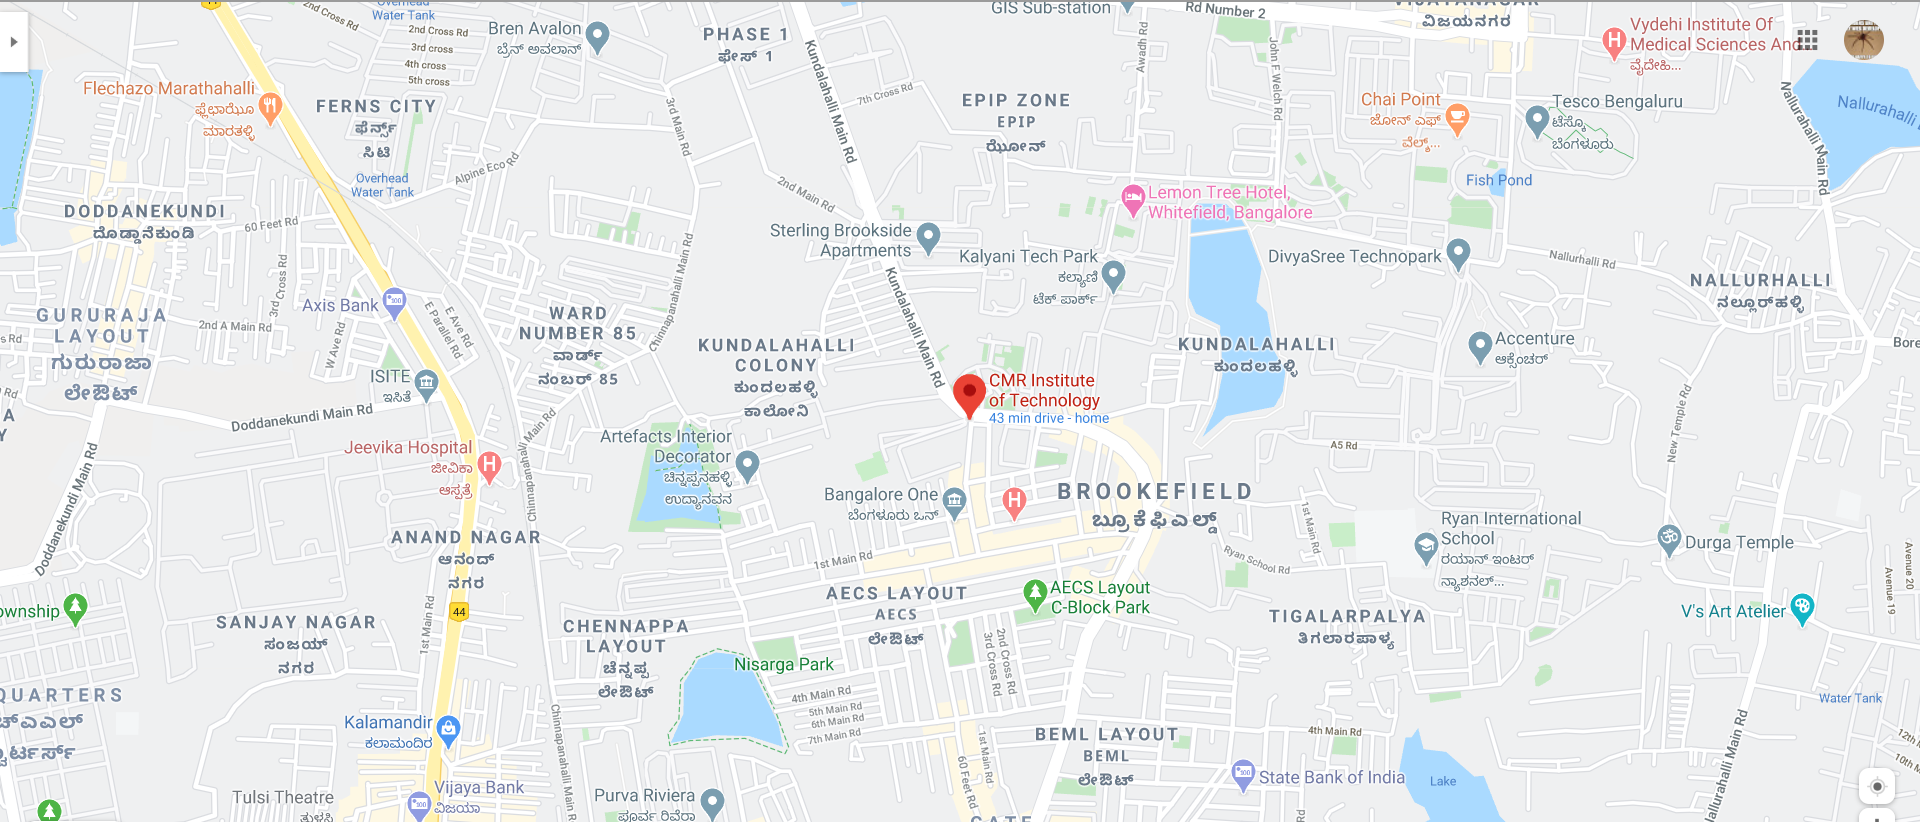 44
2nd Cross Rd
Overhead
Water Tank
2nd Cross Rd
3rd cross
4th cross
5th cross
Bren Avalon
ಬ್ರೆನ್ ಅವಲಾನ್
PHASE 1
ಫೇಸ್ 1
GIS Sub-station
Rd Number 2
ವಿಜಯನಗರ
Vydehi Institute Of
Medical Sciences And
ವೈದೇಹಿ...
Flechazo Marathahalli
ಮಾರತಳ್ಳಿ
FERNS CITY
ಫೆರ್ನ್ಸ್
ಸಿಟಿ
Overhead
Water Tank
Alpine Eco Rd
3rd Main Rd
Kundalahalli Main Rd
7th Cross Rd
EPIP ZONE
EPIP
ಝೋನ್
Awadh Rd
John F Welch Rd
Chai Point
ಜೋನ್ ಎಫ್
ವೆಲ್ಚ್...
Tesco Bengaluru
ಟೆಸ್ಕೊ
ಬೆಂಗಳೂರು
Nallurahalli Main Rd
Nallurahalli
Fish Pond
2nd Main Rd
Lemon Tree Hotel,
Whitefield, Bangalore
DODDANEKUNDI
ದೊಡ್ಡಾನೆಕುಂಡಿ
60 Feet Rd
Sterling Brookside
Apartments
Kalyani Tech Park
ಕಲ್ಯಾಣಿ
ಟೆಕ್ ಪಾರ್ಕ್
DivyaSree Technopark
Nallurhalli Rd
NALLURHALLI
ನಲ್ಲೂರ್‌ಹಳ್ಳಿ
3rd Cross Rd
Axis Bank
E Ave Rd
E Parallel Rd
Chinnapanahalli Main Rd
Kundalahalli Main Rd
GURURAJA
LAYOUT
ಗುರುರಾಜಾ
ಲೇಔಟ್
2nd A Main Rd
W Ave Rd
WARD
NUMBER 85
ವಾರ್ಡ್
ನಂಬರ್ 85
KUNDALAHALLI
COLONY
ಕುಂದಲಹಳ್ಳಿ
ಕಾಲೋನಿ
KUNDALAHALLI
ಕುಂದಲಹಳ್ಳಿ
Accenture
ಆಕ್ಸೆಂಚರ್
Bore
ISITE
ಇಸಿತೆ
CMR Institute
of Technology
43 min drive - home
Doddanekundi Main Rd
Jeevika Hospital
ಜೀವಿಕಾ
ಆಸ್ಪತ್ರೆ
Chinnapanahalli Main Rd
Artefacts Interior
Decorator
ಚಿನ್ನಪ್ಪನಹಳ್ಳಿ
ಉದ್ಯಾನವನ
A5 Rd
New Temple Rd
Doddanekundi Main Rd
Bangalore One
ಬೆಂಗಳೂರು ಒನ್
BROOKEFIELD
ಬ್ರೂಕೆಫಿಎಲ್ಡ್
1st Main Rd
Ryan International
School
ರಯಾನ್ ಇಂಟರ್
ನ್ಯಾಶನಲ್...
Durga Temple
Avenue 20
Avenue 19
ANAND NAGAR
ಆನಂದ್
ನಗರ
1st Main Rd
Ryan School Rd
AECS LAYOUT
AECS
ಲೇಔಟ್
AECS Layout
C-Block Park
ownship
44
V's Art Atelier
SANJAY NAGAR
ಸಂಜಯ್
ನಗರ
1st Main Rd
CHENNAPPA
LAYOUT
ಚೆನ್ನಪ್ಪ
ಲೇಔಟ್
TIGALARPALYA
ತಿಗಲಾರಪಾಳ್ಯ
Nisarga Park
2nd Cross Rd
3rd Cross Rd
QUARTERS
4th Main Rd
5th Main Rd
6th Main Rd
7th Main Rd
Water Tank
Kalamandir
ಕಲಾಮಂದಿರ
Chinnapanahalli Main R
1st Main Rd
60 Feet Rd
BEML LAYOUT
BEML
ಲೇಔಟ್
4th Main Rd
Nallurahalli Main Rd
12th
10th
State Bank of India
Lake
Tulsi Theatre
ತುಳಸಿ
Vijaya Bank
ವಿಜಯಾ
Purva Riviera
ಪೂರ್ವ ರಿವೆರಾ